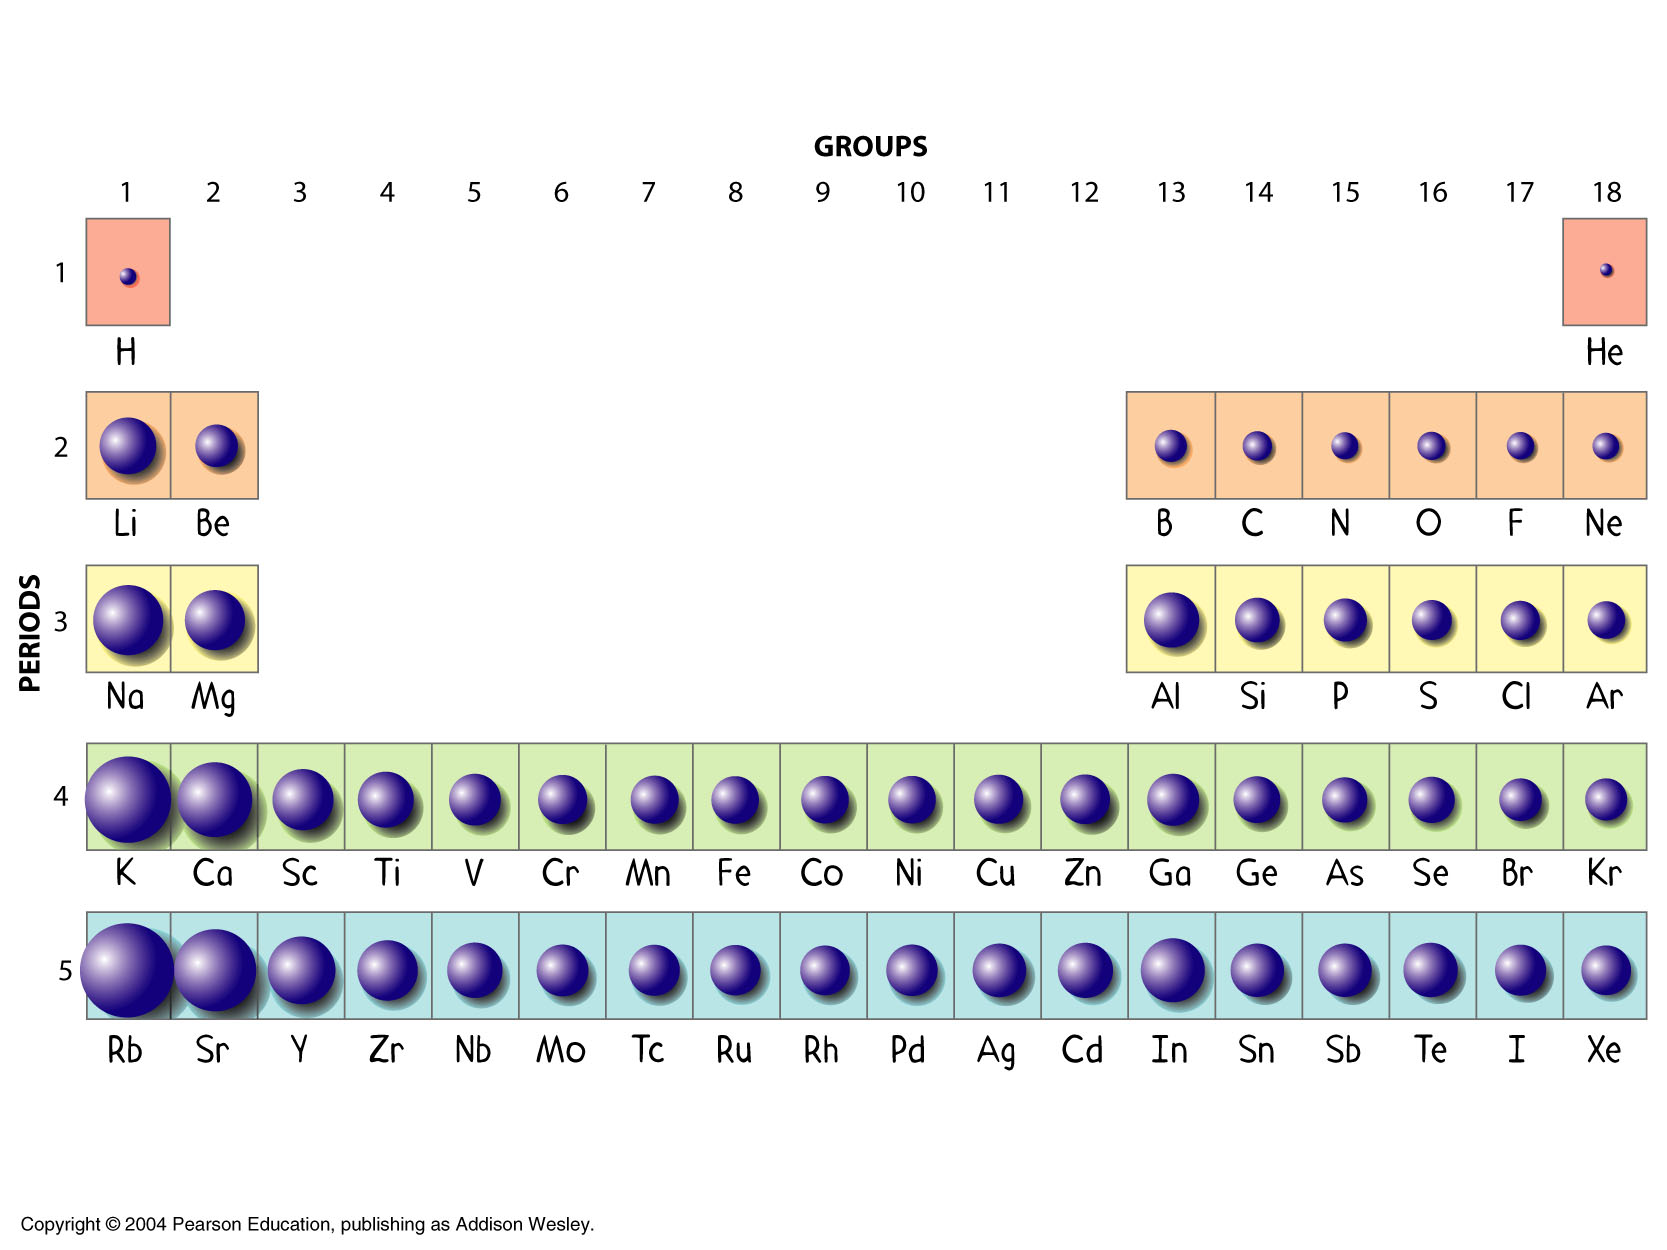 GROUPS
1 2 3 4 5 6 7 8 9 10 11 12 13 14 15 16 17 18
1
H He
2
Li Be B C N O F Ne
PERIODS
3
Na Mg Al Si P S Cl Ar
4
K Ca Sc Ti V Cr Mn Fe Co Ni Cu Zn Ga Ge As Se Br Kr
5
Rb Sr Y Zr Nb Mo Tc Ru Rh Pd Ag Cd In Sn Sb Te I Xe
Copyright © 2004 Pearson Education, publishing as Addison Wesley.